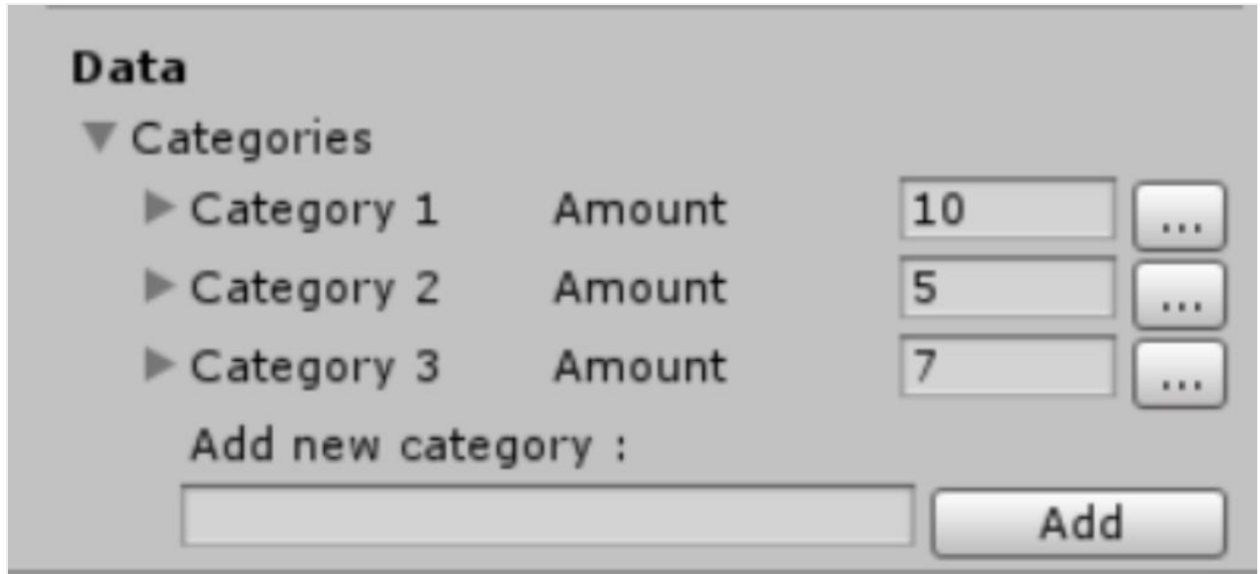 Data
Categories
Category 1 Amount 10 ...
Category 2 Amount 5 ...
Category 3 Amount 7 ...
Add new category :
Add